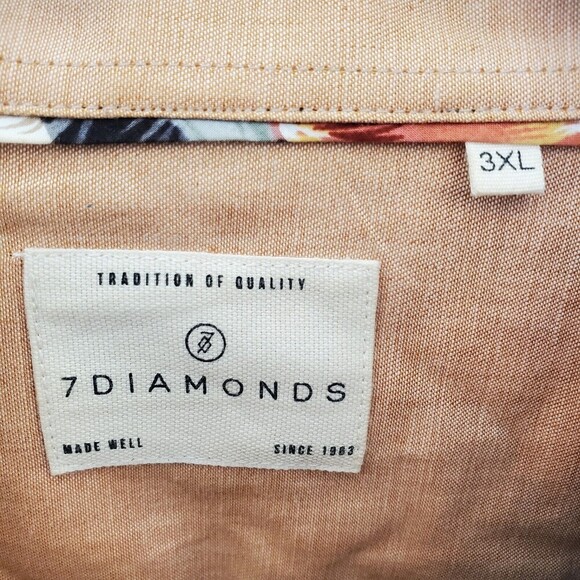 3XL
TRADITION OF QUALITY
7DIAMONDS
MADE WELL
SINCE 1983